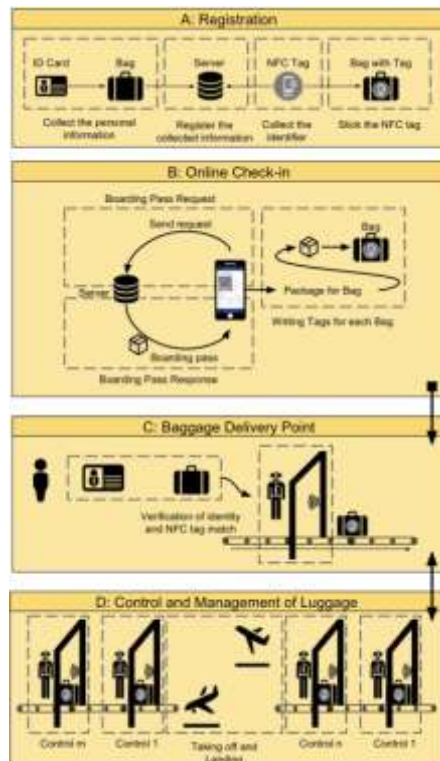 A: Registration
ID Card
Bag
Server
NFC Tag
Bag with Tag
Collect the personal
information
Register the
collected information
Collect the
identifier
Stick the NFC tag
B: Online Check-in
Boarding Pass Request
Send request
Bag
Server
Package for Bag
Boarding pass
Writing Tags for each Bag
Boarding Pass Response
C: Baggage Delivery Point
Verification of identity
and NFC tag match
D: Control and Management of Luggage
Control m
Control 1
Taking off and
Landing
Control n
Control 1